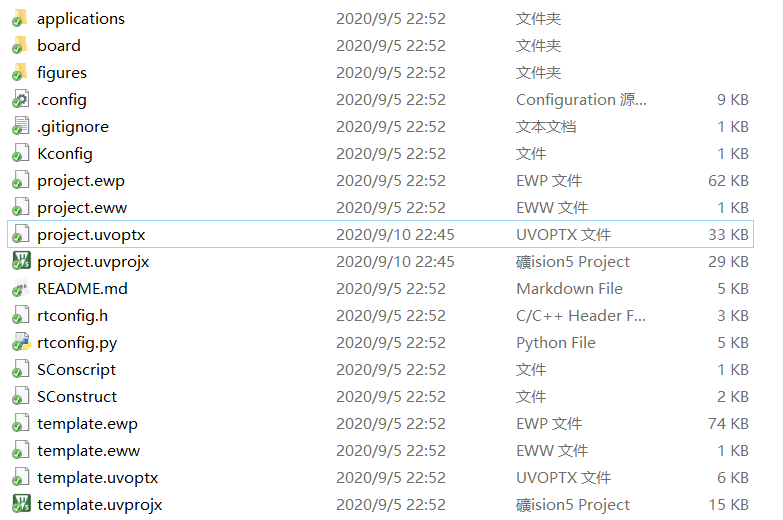 applications 2020/9/5 22:52 文件夹
board 2020/9/5 22:52 文件夹
figures 2020/9/5 22:52 文件夹
.config 2020/9/5 22:52 Configuration 源... 9 KB
.gitignore 2020/9/5 22:52 文本文档 1 KB
Kconfig 2020/9/5 22:52 文件 1 KB
project.ewp 2020/9/5 22:52 EWP 文件 62 KB
project.eww 2020/9/5 22:52 EWW 文件 1 KB
project.uvoptx 2020/9/10 22:45 UVOPTX 文件 33 KB
project.uvprojx 2020/9/10 22:45 礦ision5 Project 29 KB
README.md 2020/9/5 22:52 Markdown File 5 KB
rtconfig.h 2020/9/5 22:52 C/C++ Header F... 3 KB
rtconfig.py 2020/9/5 22:52 Python File 5 KB
SConscript 2020/9/5 22:52 文件 1 KB
SConstruct 2020/9/5 22:52 文件 2 KB
template.ewp 2020/9/5 22:52 EWP 文件 74 KB
template.eww 2020/9/5 22:52 EWW 文件 1 KB
template.uvoptx 2020/9/5 22:52 UVOPTX 文件 6 KB
template.uvprojx 2020/9/5 22:52 礦ision5 Project 15 KB